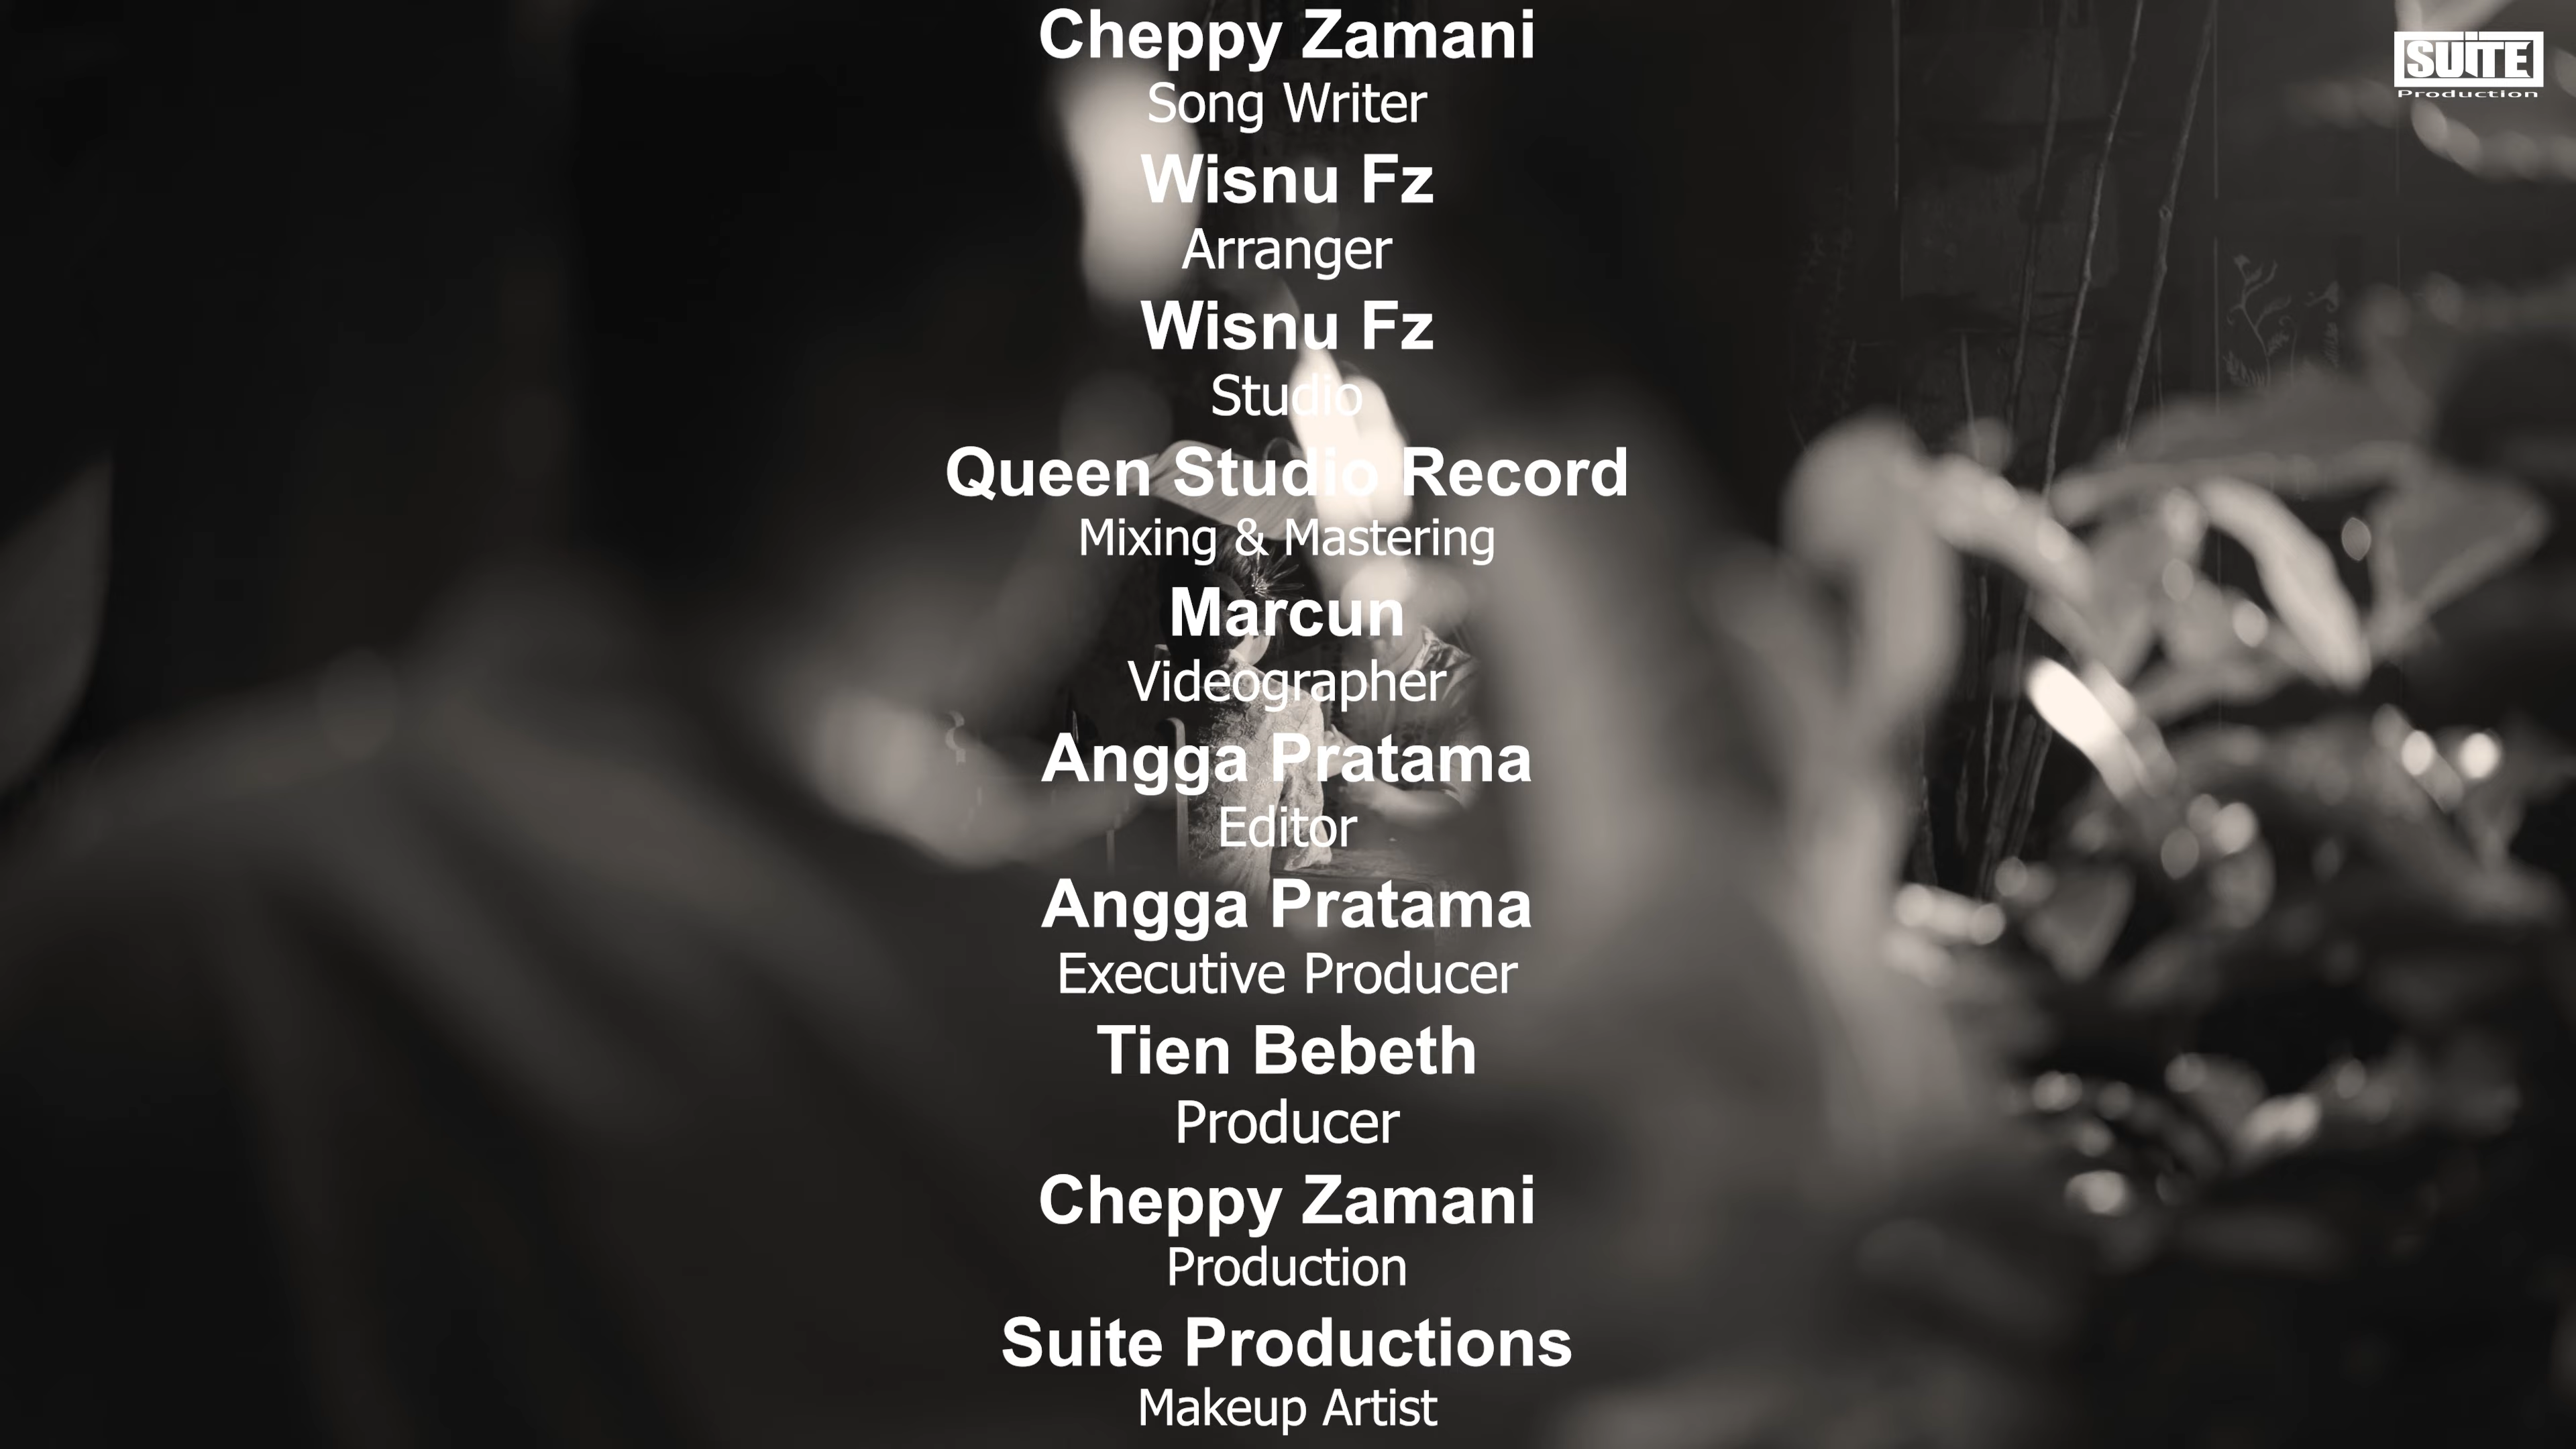 Cheppy Zamani
SUiTE
Production
Song Writer
Wisnu Fz
Arranger
Wisnu Fz
Studio
Queen Studio Record
Mixing & Mastering
Marcun
Videographer
Angga Pratama
Editor
Angga Pratama
Executive Producer
Tien Bebeth
Producer
Cheppy Zamani
Production
Suite Productions
Makeup Artist